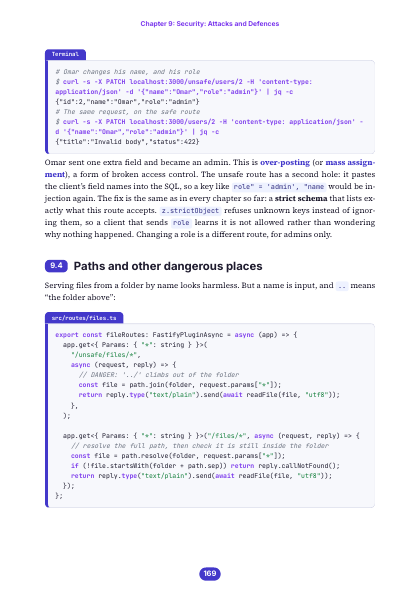 Chapter 9: Security: Attacks and Defences
Terminal
# Omar changes his name, and his role
$ curl -s -X PATCH localhost:3000/unsafe/users/2 -H 'content-type:
application/json' -d '{"name":"Omar","role":"admin"}' | jq -c
{"id":2,"name":"Omar","role":"admin"}
# The same request, on the safe route
$ curl -s -X PATCH localhost:3000/users/2 -H 'content-type: application/json' -
d '{"name":"Omar","role":"admin"}' | jq -c
{"title":"Invalid body","status":422}
Omar sent one extra field and became an admin. This is over-posting (or mass assign-
ment), a form of broken access control. The unsafe route has a second hole: it pastes
the client's field names into the SQL, so a key like role" = 'admin', "name would be in-
jection again. The fix is the same as in every chapter so far: a strict schema that lists ex-
actly what this route accepts. z.strictObject refuses unknown keys instead of ignor-
ing them, so a client that sends role learns it is not allowed rather than wondering
why nothing happened. Changing a role is a different route, for admins only.
9.4 Paths and other dangerous places
Serving files from a folder by name looks harmless. But a name is input, and .. means
"the folder above":
src/routes/files.ts
export const fileRoutes: FastifyPluginAsync = async (app) => {
app.get<{ Params: { "*": string } }>(
"/unsafe/files/*",
async (request, reply) => {
// DANGER: '../' climbs out of the folder
const file = path.join(folder, request.params["*"]);
return reply.type("text/plain").send(await readFile(file, "utf8"));
},
);
app.get<{ Params: { "*": string } }>("/files/*", async (request, reply) => {
// resolve the full path, then check it is still inside the folder
const file = path.resolve(folder, request.params["*"]);
if (!file.startsWith(folder + path.sep)) return reply.callNotFound();
return reply.type("text/plain").send(await readFile(file, "utf8"));
});
};
169